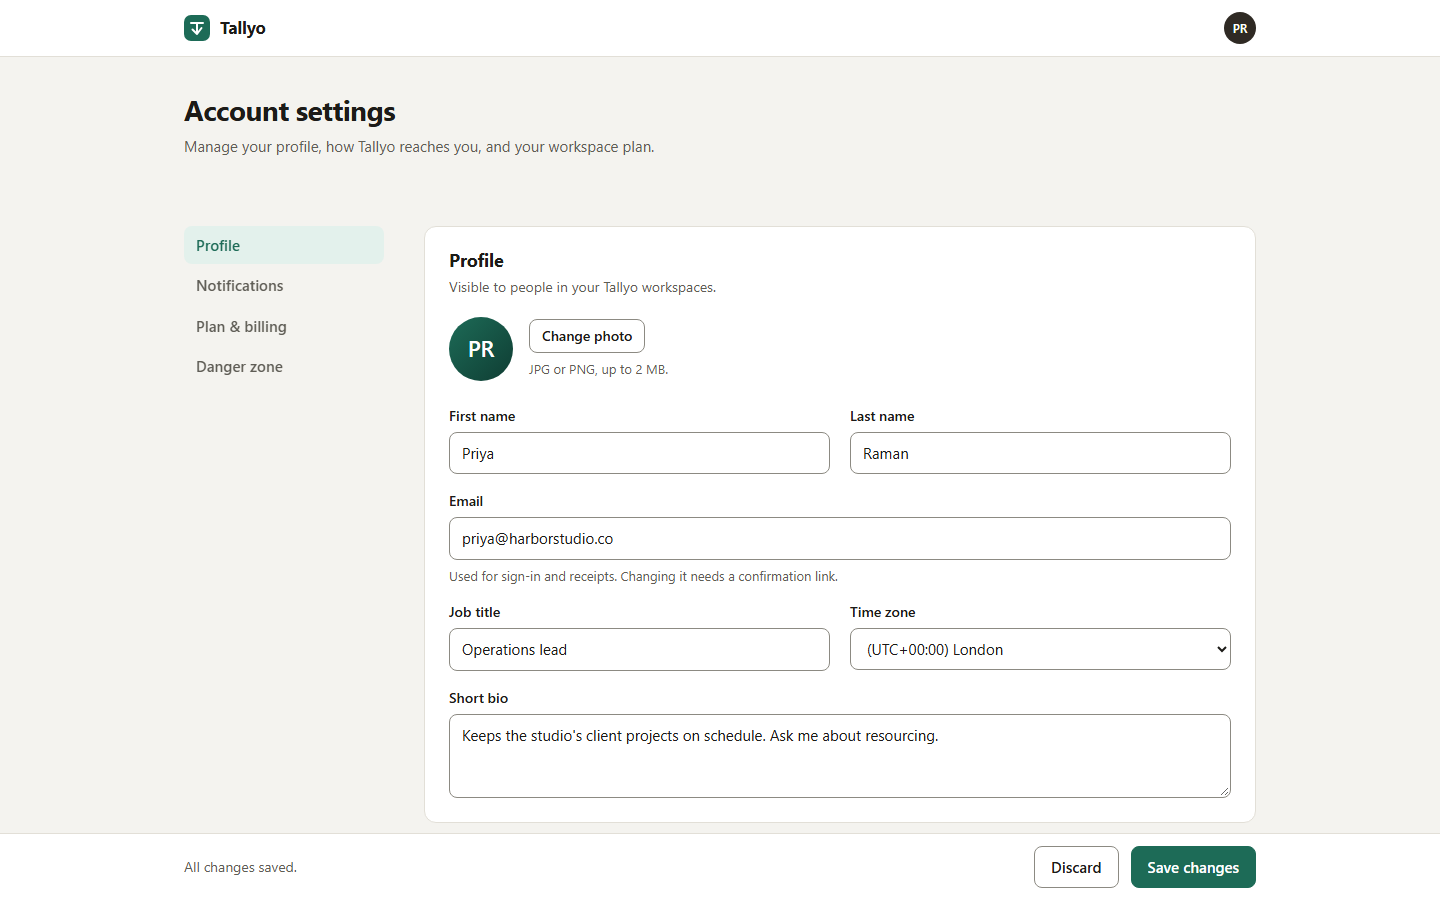 Tallyo
PR
Account settings
Manage your profile, how Tallyo reaches you, and your workspace plan.
Profile
Notifications
Plan & billing
Danger zone
Profile
Visible to people in your Tallyo workspaces.
PR
Change photo
JPG or PNG, up to 2 MB.
First name
Last name
Priya
Raman
Email
priya@harborstudio.co
Used for sign-in and receipts. Changing it needs a confirmation link.
Job title
Time zone
Operations lead
(UTC+00:00) London
Short bio
Keeps the studio's client projects on schedule. Ask me about resourcing.
All changes saved.
Discard
Save changes